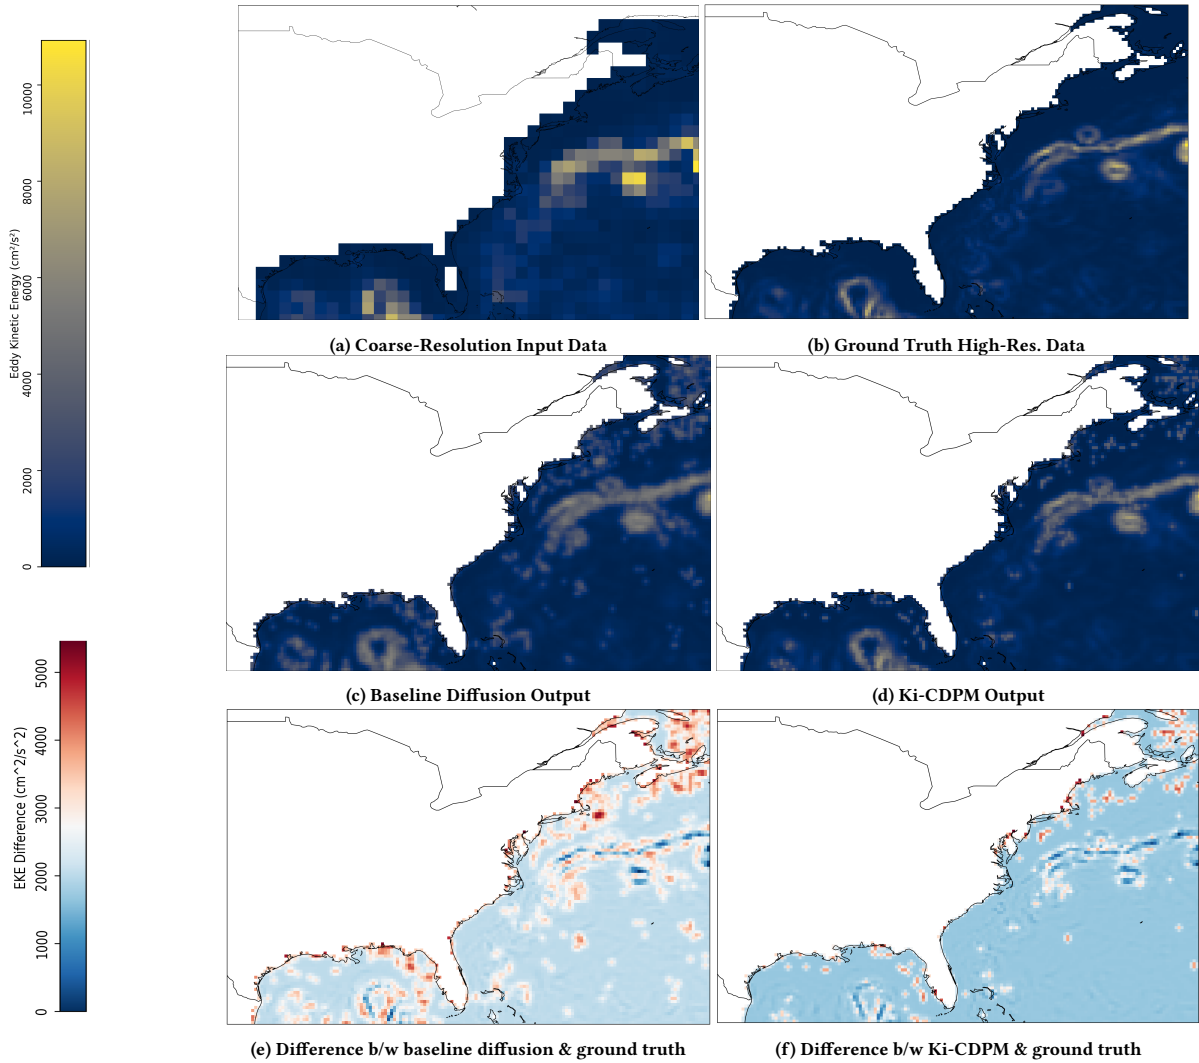 10000
8000
6000
4000
2000
0
Eddy Kinetic Energy (cm²/s²)
(a) Coarse-Resolution Input Data
(b) Ground Truth High-Res. Data
(c) Baseline Diffusion Output
(d) Ki-CDPM Output
5000
4000
3000
2000
1000
0
EKE Difference (cm^2/s^2)
(e) Difference b/w baseline diffusion & ground truth
(f) Difference b/w Ki-CDPM & ground truth